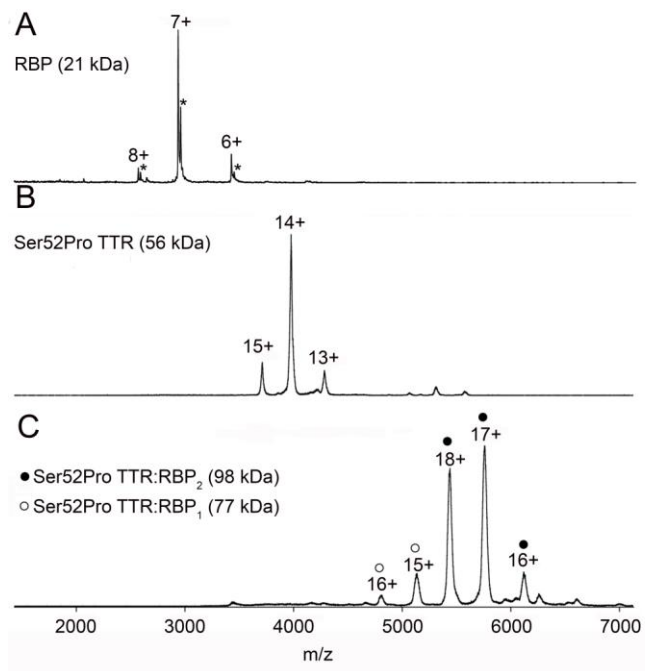 A
RBP (21 kDa)
7+
*
8+
*
6+
*
B
Ser52Pro TTR (56 kDa)
14+
15+
13+
C
● Ser52Pro TTR:RBP₂ (98 kDa)
○ Ser52Pro TTR:RBP₁ (77 kDa)
17+
18+
16+
15+
16+
2000 3000 4000 5000 6000 7000
m/z